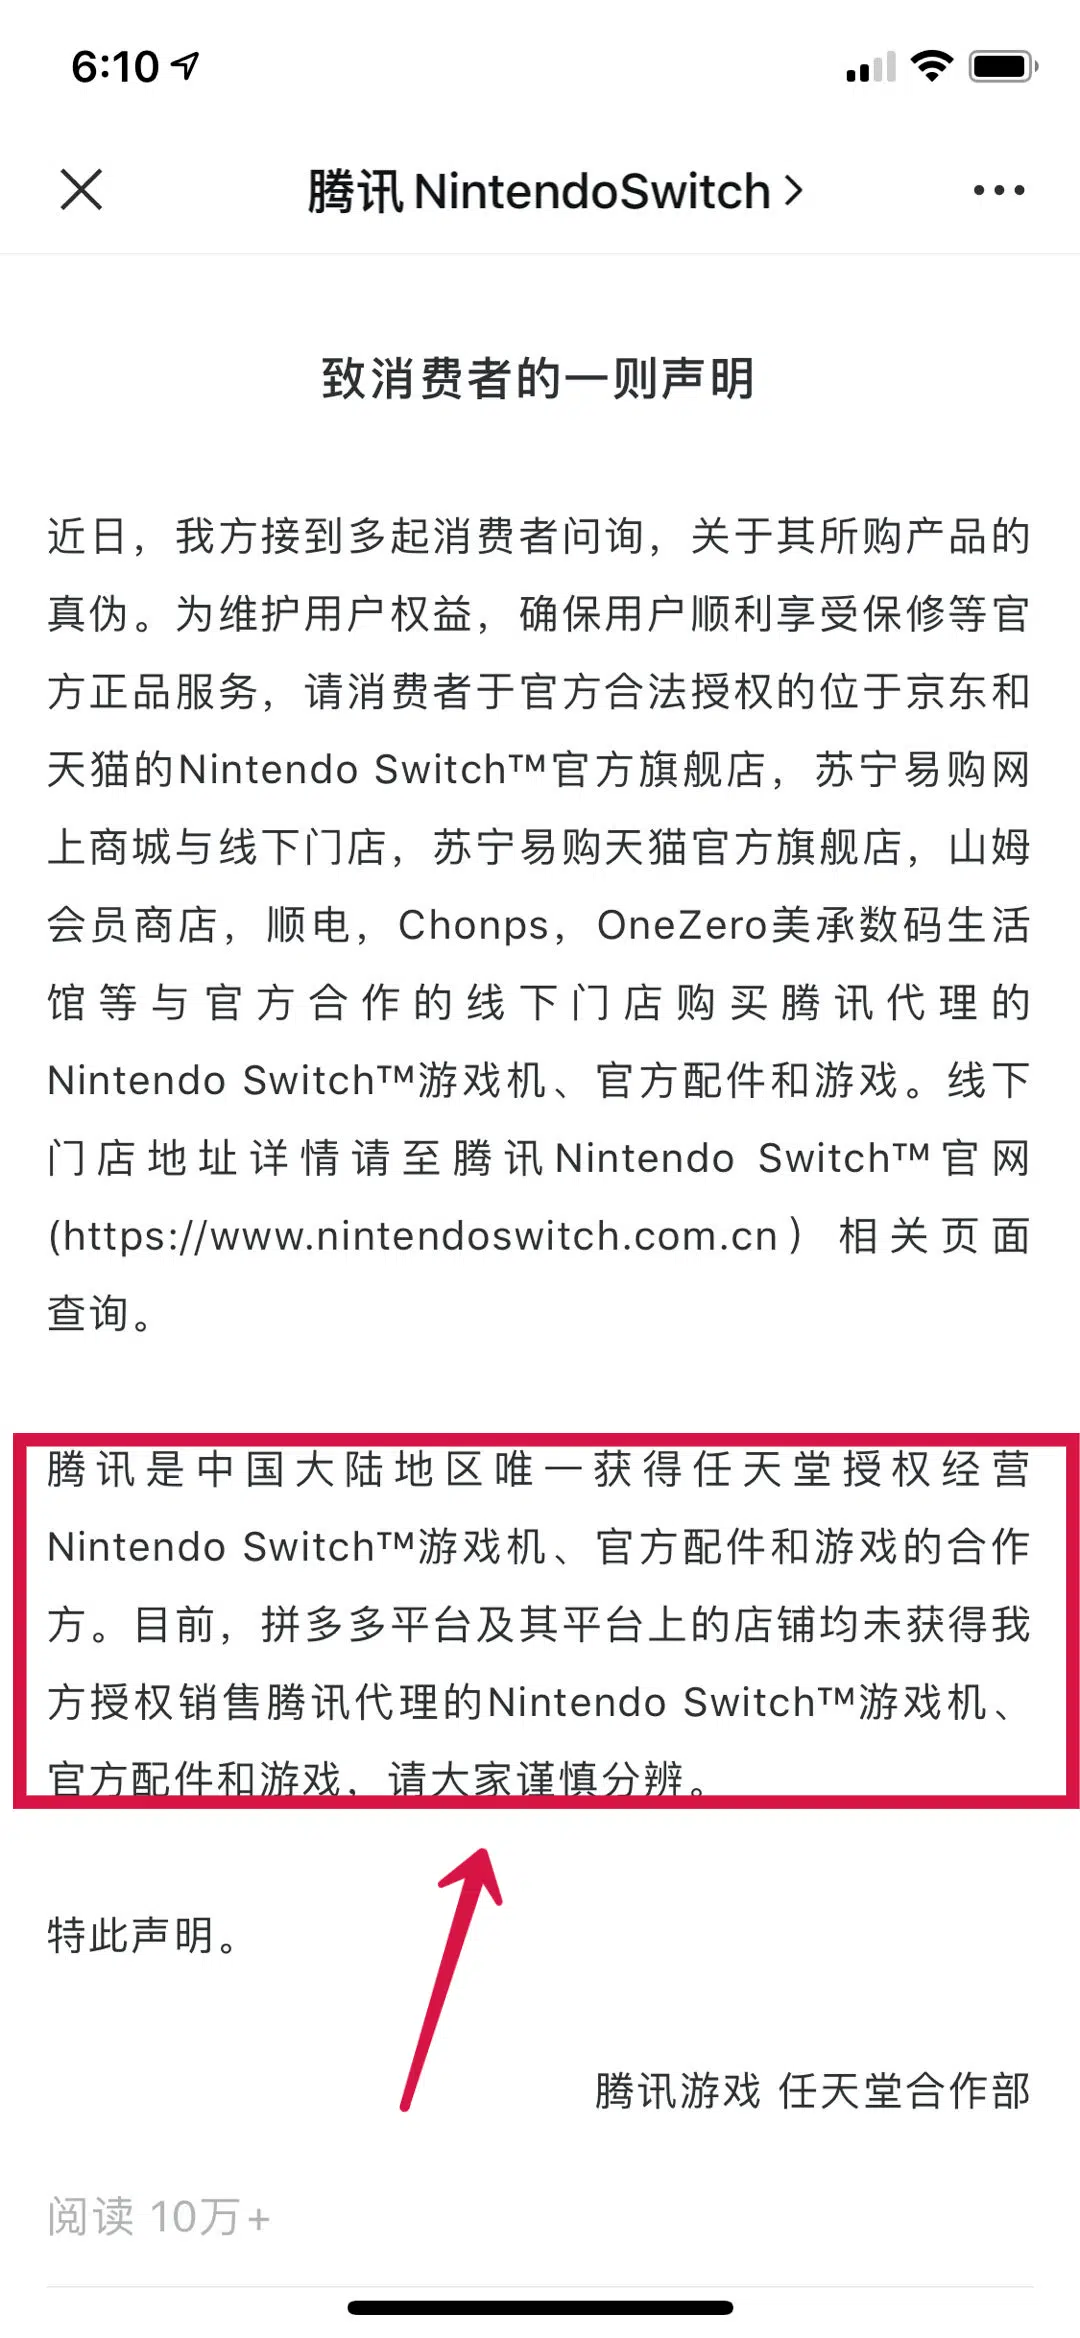 6:10
腾讯 NintendoSwitch
致消费者的一则声明
近日，我方接到多起消费者问询，关于其所购产品的
真伪。为维护用户权益，确保用户顺利享受保修等官
方正品服务，请消费者于官方合法授权的位于京东和
天猫的Nintendo Switch™官方旗舰店，苏宁易购网
上商城与线下门店，苏宁易购天猫官方旗舰店，山姆
会员商店，顺电，Chonps，OneZero美承数码生活
馆等与官方合作的线下门店购买腾讯代理的
Nintendo Switch™游戏机、官方配件和游戏。线下
门店地址详情请至腾讯Nintendo Switch™官网
(https://www.nintendoswitch.com.cn）相关页面
查询。
腾讯是中国大陆地区唯一获得任天堂授权经营
Nintendo Switch™游戏机、官方配件和游戏的合作
方。目前，拼多多平台及其平台上的店铺均未获得我
方授权销售腾讯代理的Nintendo Switch™游戏机、
官方配件和游戏，请大家谨慎分辨。
特此声明。
腾讯游戏 任天堂合作部
阅读 10万+